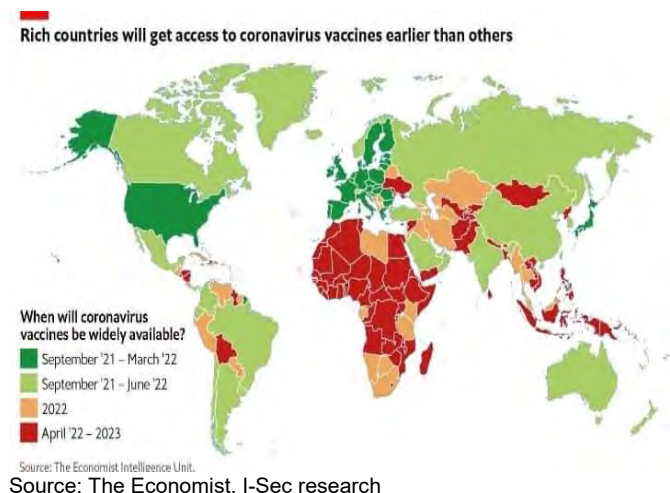 Rich countries will get access to coronavirus vaccines earlier than others
When will coronavirus
vaccines be widely available?
September '21 – March '22
September '21 – June '22
2022
April '22 – 2023
Source: The Economist Intelligence Unit.
Source: The Economist, I-Sec research